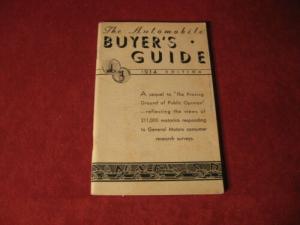 The Automobile
BUYER'S •
GUIDE
1934 EDITION
A sequel to "The Proving
Ground of Public Opinion"
—reflecting the views of
211,000 motorists responding
to General Motors consumer
research surveys.